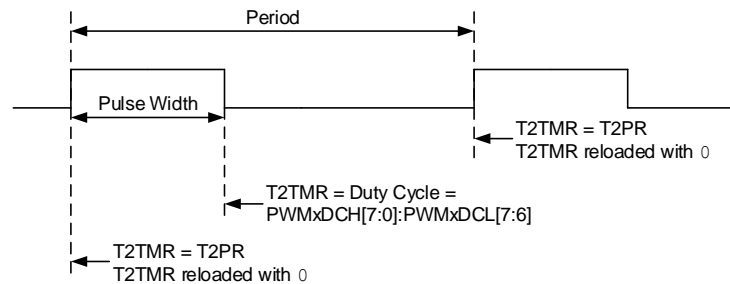 Period
Pulse Width
T2TMR = T2PR
T2TMR reloaded with 0
T2TMR = Duty Cycle =
PWMxDCH[7:0]:PWMxDCL[7:6]
T2TMR = T2PR
T2TMR reloaded with 0